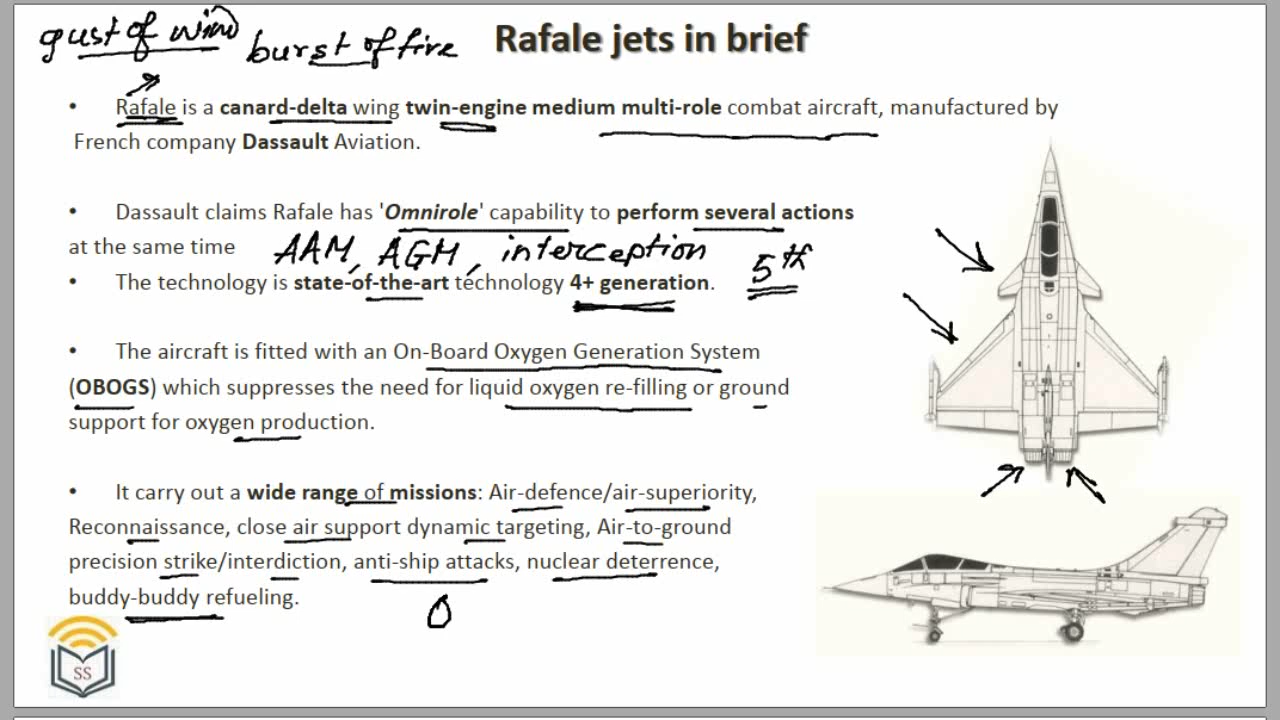 gust of wind burst of fire Rafale jets in brief
• Rafale is a canard-delta wing twin-engine medium multi-role combat aircraft, manufactured by
French company Dassault Aviation.
• Dassault claims Rafale has 'Omnirole' capability to perform several actions
at the same time AAM, AGM, interception
• The technology is state-of-the-art technology 4+ generation. 5th
• The aircraft is fitted with an On-Board Oxygen Generation System
(OBOGS) which suppresses the need for liquid oxygen re-filling or ground
support for oxygen production.
• It carry out a wide range of missions: Air-defence/air-superiority,
Reconnaissance, close air support dynamic targeting, Air-to-ground
precision strike/interdiction, anti-ship attacks, nuclear deterrence,
buddy-buddy refueling.
SS